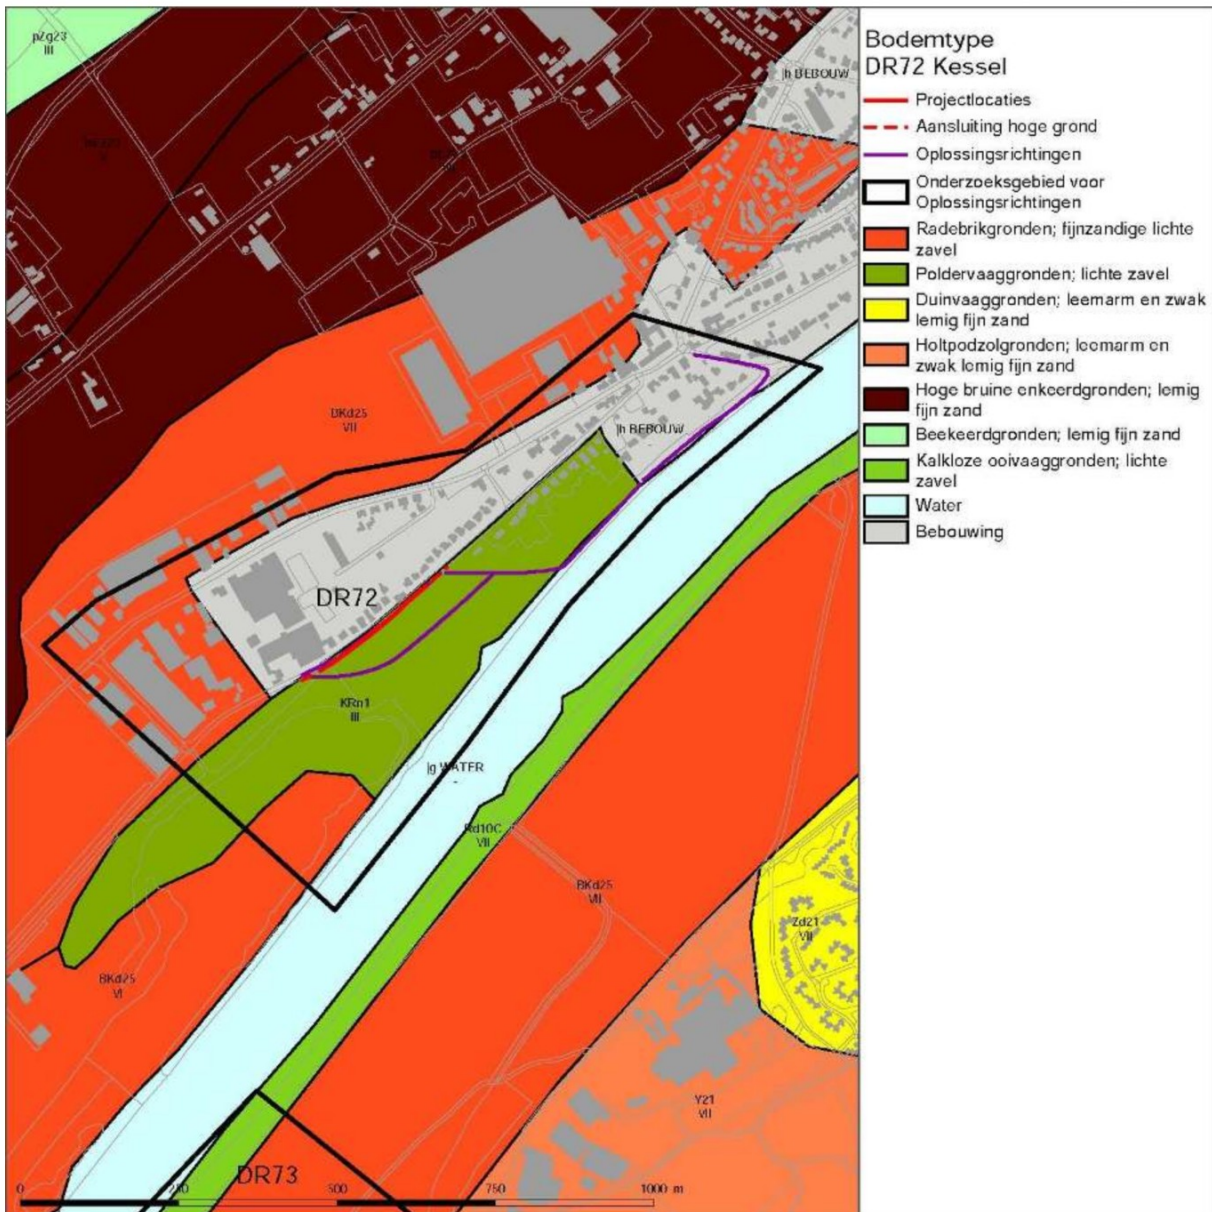 Bodemtype
DR72 Kessel
Projectlocaties
Aansluiting hoge grond
Oplossingsrichtingen
Onderzoeksgebied voor
Oplossingsrichtingen
Radebrikgronden; fijnzandige lichte
zavel
Poldervaaggronden; lichte zavel
Duinvaaggronden; leemarm en zwak
lemig fijn zand
Holtpodzolgronden; leemarm en
zwak lemig fijn zand
Hoge bruine enkeerdgronden; lemig
fijn zand
Beekeerdgronden; lemig fijn zand
Kalkloze ooivaaggronden; lichte
zavel
Water
Bebouwing
pZg23
III
|h BEBOUW
BKd25
VII
|h BEBOUW
DR72
KRn1
III
|g WATER
Rd10C
VII
BKd25
VII
Zd21
VII
BKd25
VI
Y21
VII
DR73
0 250 500 750 1000 m